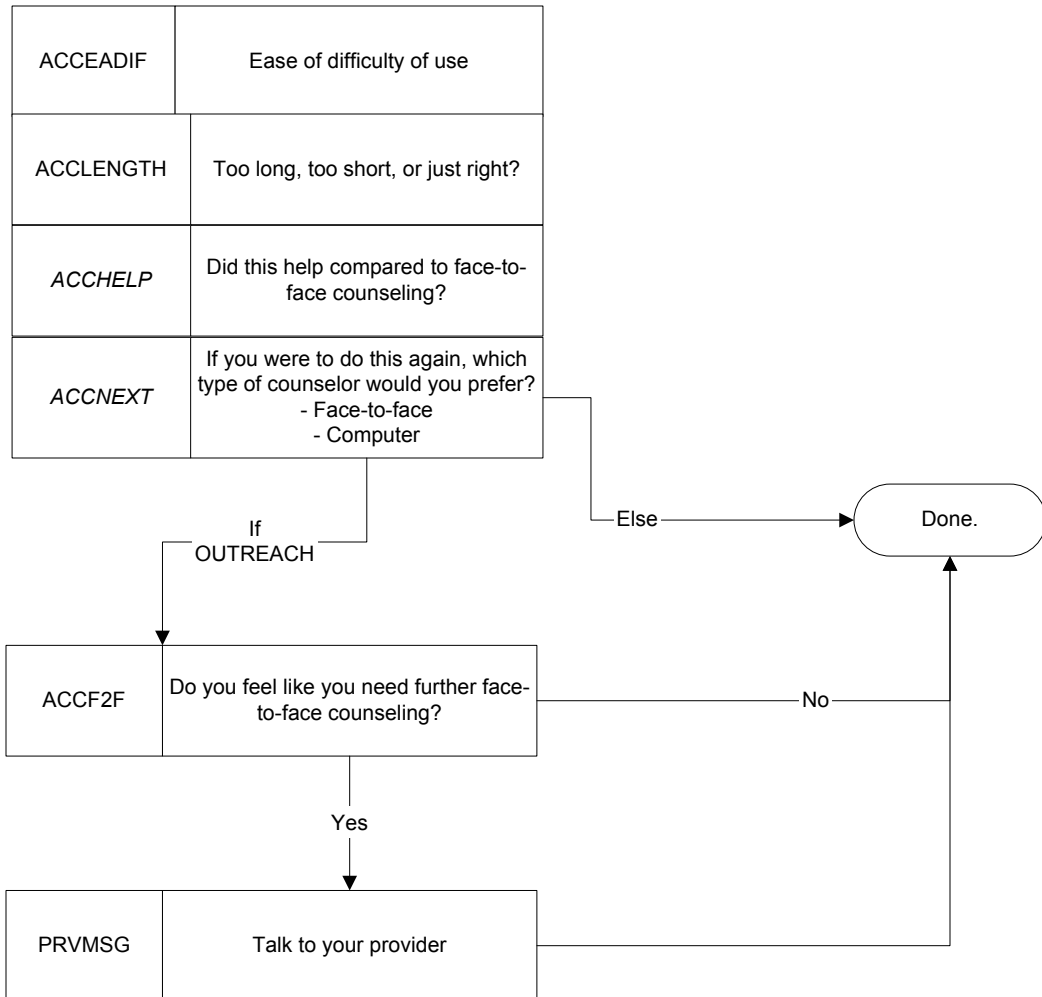 ACCEADIF
Ease of difficulty of use
ACCLENGTH
Too long, too short, or just right?
ACCHELP
Did this help compared to face-to-
face counseling?
ACCNEXT
If you were to do this again, which
type of counselor would you prefer?
- Face-to-face
- Computer
Else
Done.
If
OUTREACH
ACCF2F
Do you feel like you need further face-
to-face counseling?
No
Yes
PRVMSG
Talk to your provider